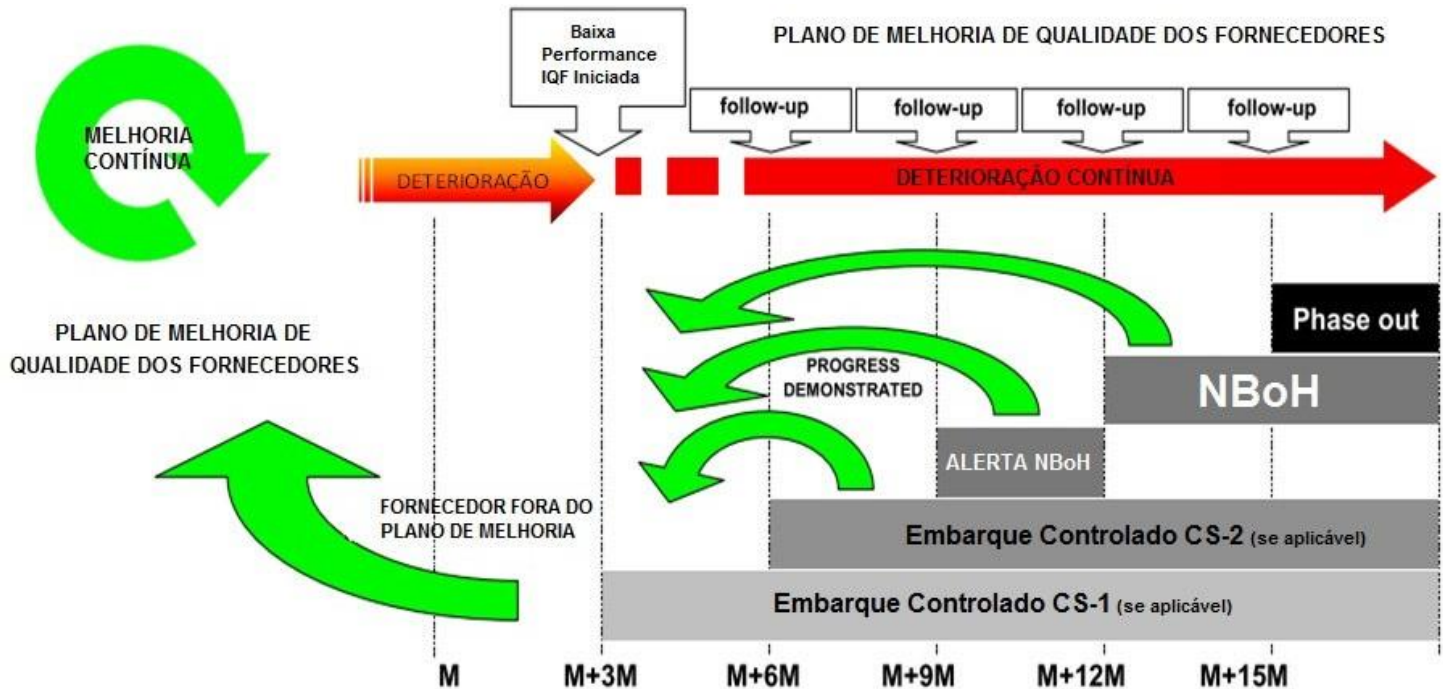 Baixa
Performance
IQF Iniciada
PLANO DE MELHORIA DE QUALIDADE DOS FORNECEDORES
follow-up
follow-up
follow-up
follow-up
MELHORIA
CONTÍNUA
DETERIORAÇÃO
DETERIORAÇÃO CONTÍNUA
PLANO DE MELHORIA DE
QUALIDADE DOS FORNECEDORES
Phase out
PROGRESS
DEMONSTRATED
NBoH
ALERTA NBoH
FORNECEDOR FORA DO
PLANO DE MELHORIA
Embarque Controlado CS-2 (se aplicável)
Embarque Controlado CS-1 (se aplicável)
M
M+3M
M+6M
M+9M
M+12M
M+15M